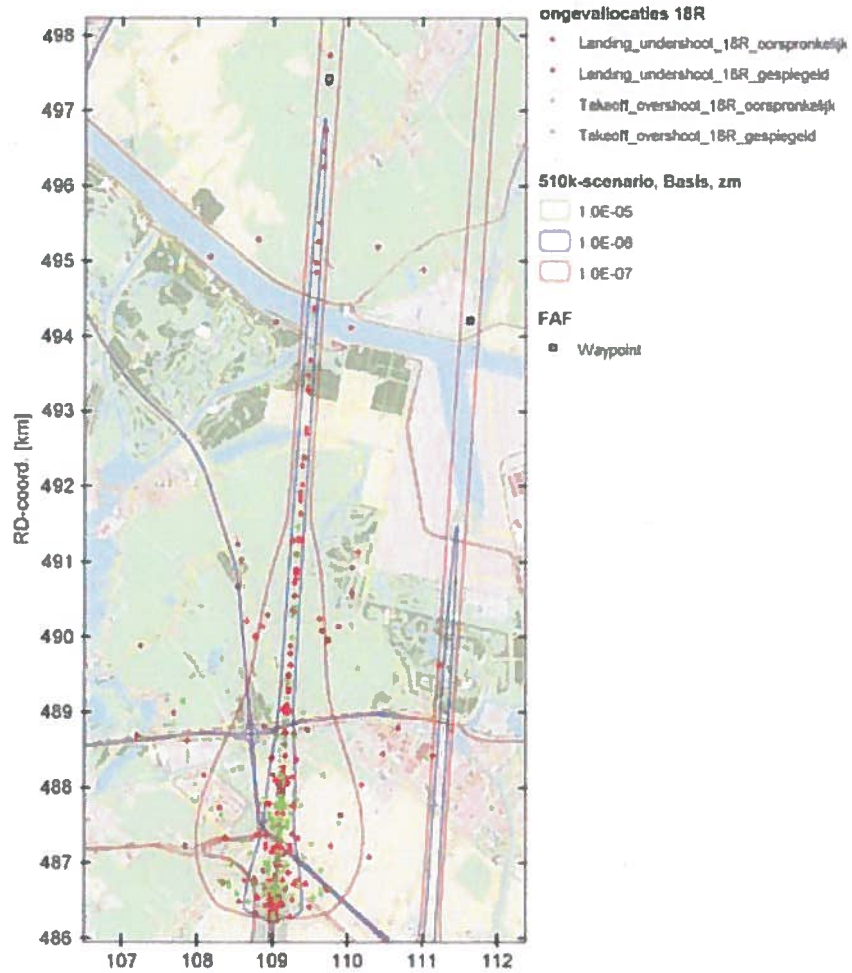 ongevallocaties 18R
Landing_undershoot_18R_oorspronkelijk
Landing_undershoot_18R_gespiegeld
Takeoff_overshoot_18R_oorspronkelijk
Takeoff_overshoot_18R_gespiegeld
510k-scenario, Basis, zm
1.0E-05
1.0E-06
1.0E-07
FAF
Waypoint
RD-coord. [km]
498
497
496
495
494
493
492
491
490
489
488
487
486
107 108 109 110 111 112